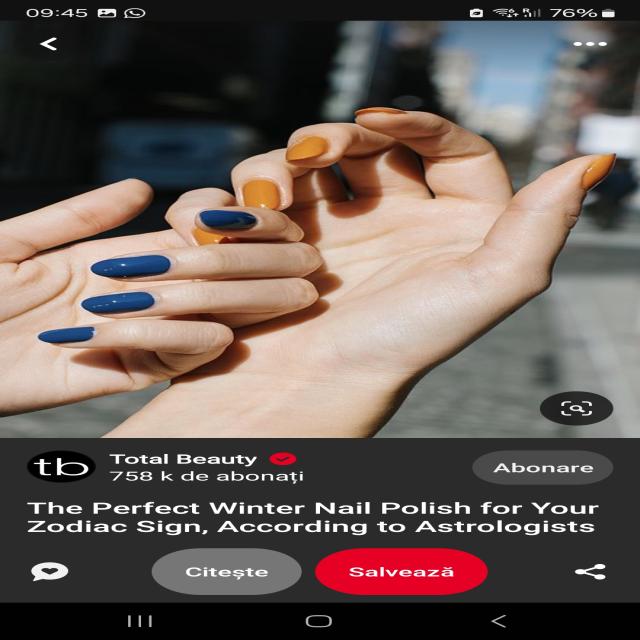 09:45 76%
tb
Total Beauty
758 k de abonați
Abonare
The Perfect Winter Nail Polish for Your
Zodiac Sign, According to Astrologists
Citește
Salvează